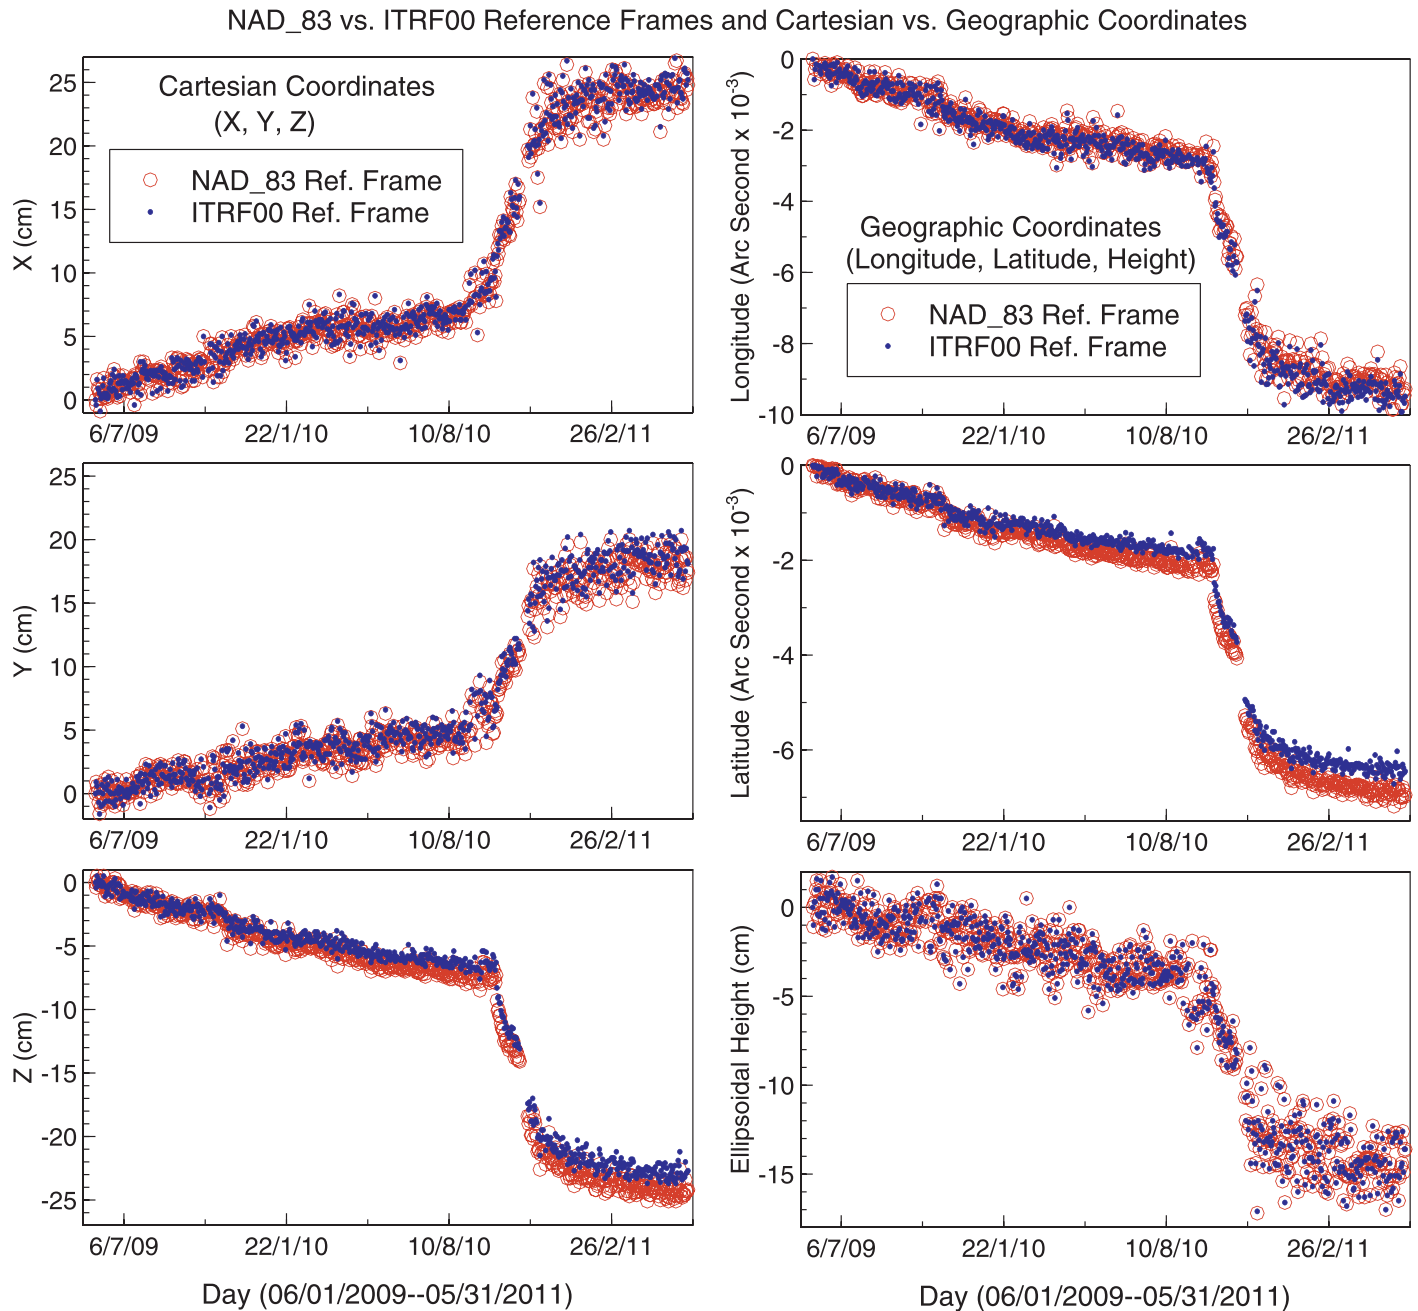 NAD_83 vs. ITRF00 Reference Frames and Cartesian vs. Geographic Coordinates
Cartesian Coordinates
(X, Y, Z)
NAD_83 Ref. Frame
ITRF00 Ref. Frame
X (cm)
25
20
15
10
5
0
6/7/09 22/1/10 10/8/10 26/2/11
Geographic Coordinates
(Longitude, Latitude, Height)
NAD_83 Ref. Frame
ITRF00 Ref. Frame
Longitude (Arc Second x 10-3)
0
-2
-4
-6
-8
-10
6/7/09 22/1/10 10/8/10 26/2/11
Y (cm)
25
20
15
10
5
0
6/7/09 22/1/10 10/8/10 26/2/11
Latitude (Arc Second x 10-3)
0
-2
-4
-6
6/7/09 22/1/10 10/8/10 26/2/11
Z (cm)
0
-5
-10
-15
-20
-25
6/7/09 22/1/10 10/8/10 26/2/11
Day (06/01/2009--05/31/2011)
Ellipsoidal Height (cm)
0
-5
-10
-15
6/7/09 22/1/10 10/8/10 26/2/11
Day (06/01/2009--05/31/2011)